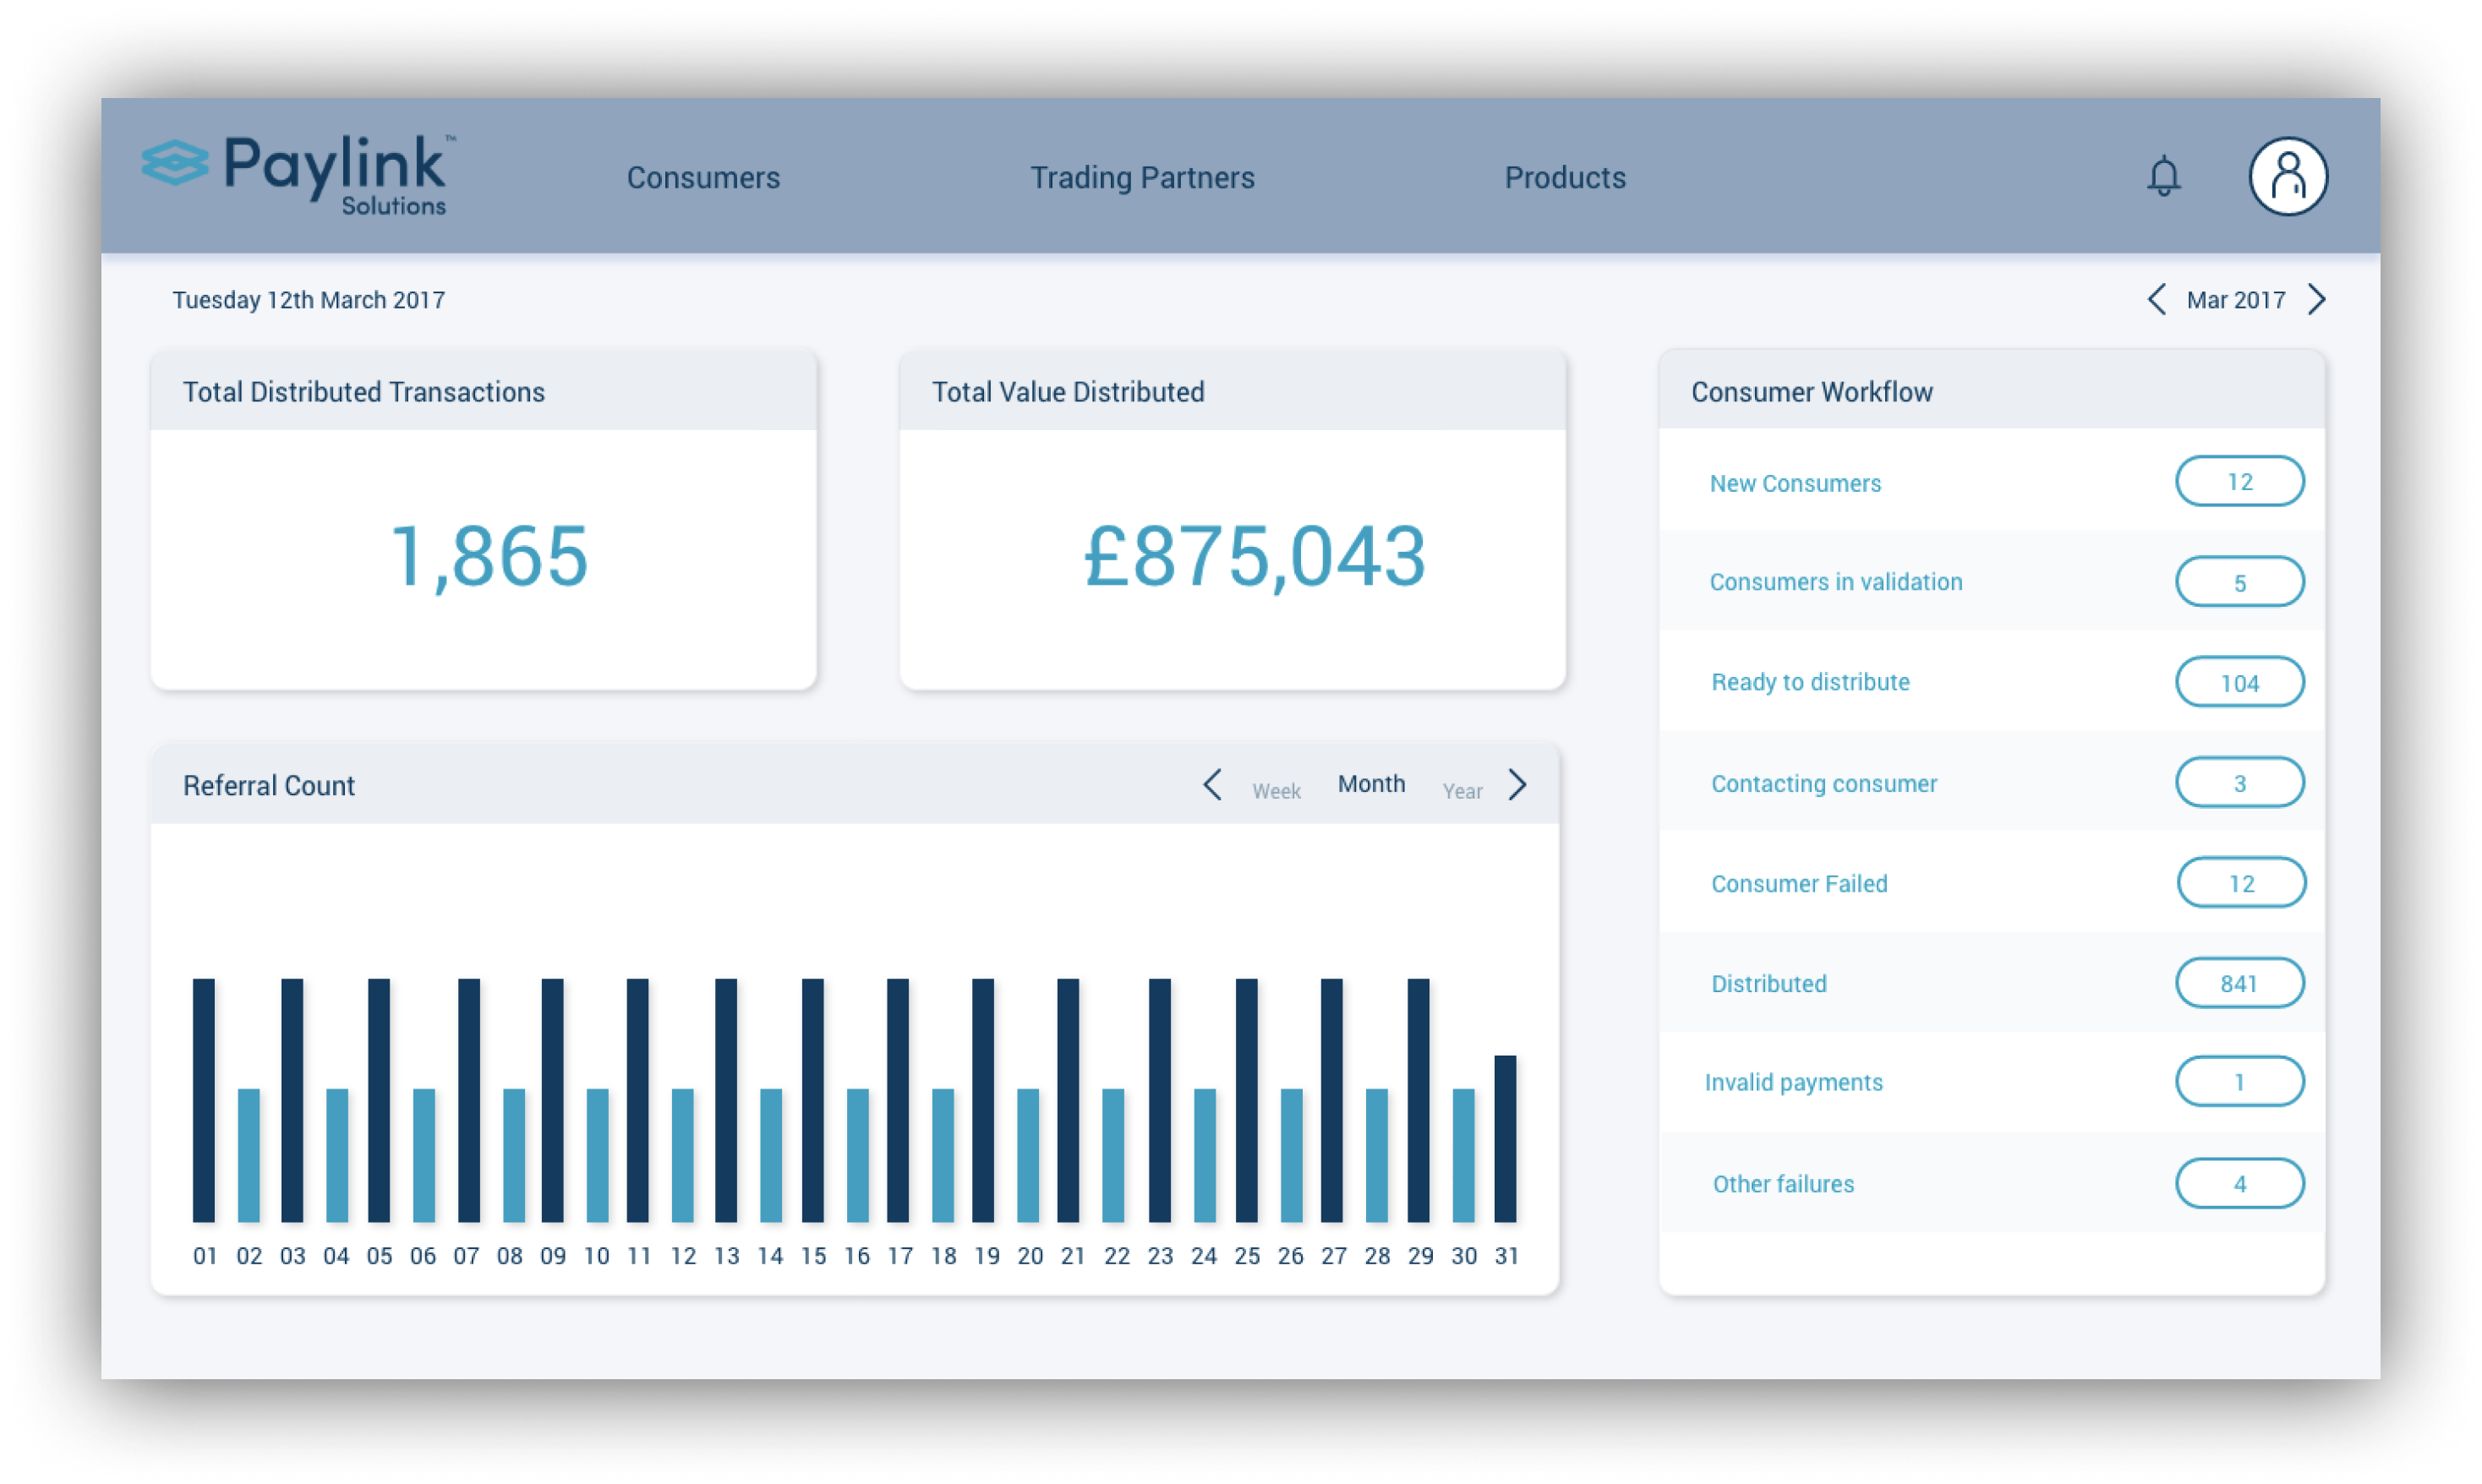 Paylink™
Solutions
Consumers
Trading Partners
Products
Tuesday 12th March 2017
Mar 2017
Total Distributed Transactions
1,865
Total Value Distributed
£875,043
Consumer Workflow
New Consumers 12
Consumers in validation 5
Ready to distribute 104
Contacting consumer 3
Consumer Failed 12
Distributed 841
Invalid payments 1
Other failures 4
Referral Count
Week Month Year
01 02 03 04 05 06 07 08 09 10 11 12 13 14 15 16 17 18 19 20 21 22 23 24 25 26 27 28 29 30 31